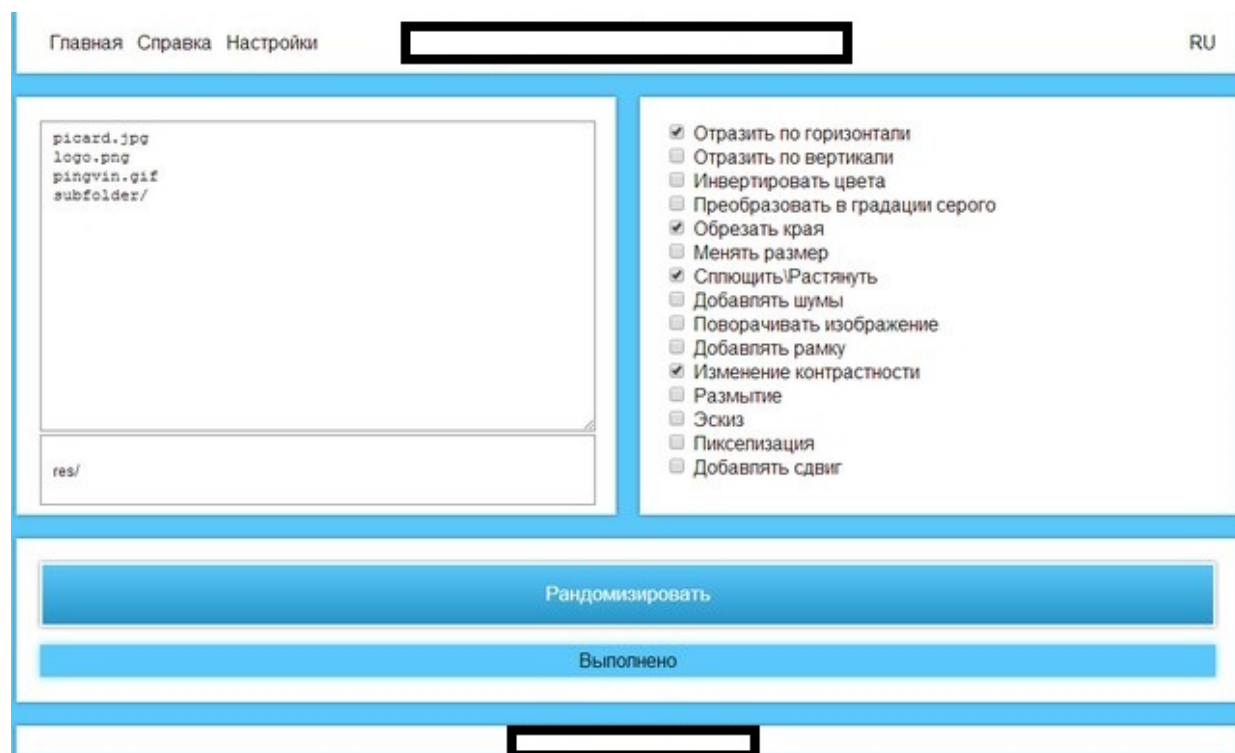 Главная Справка Настройки
RU
picard.jpg
logo.png
pingvin.gif
subfolder/
res/
Отразить по горизонтали
Отразить по вертикали
Инвертировать цвета
Преобразовать в градации серого
Обрезать края
Менять размер
Сплющить\Растянуть
Добавлять шумы
Поворачивать изображение
Добавлять рамку
Изменение контрастности
Размытие
Эскиз
Пикселизация
Добавлять сдвиг
Рандомизировать
Выполнено